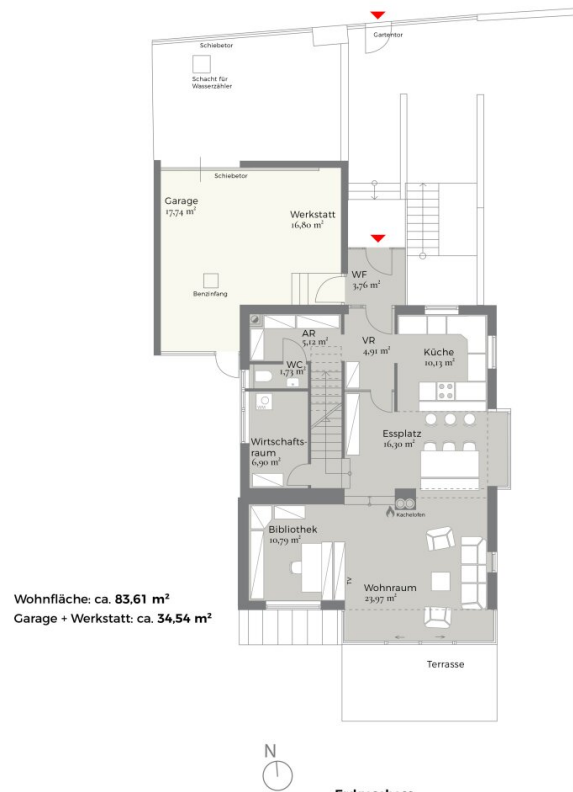 Schiebetor
Gartentor
Schacht für
Wasserzähler
Schiebetor
Garage
17,74 m²
Werkstatt
16,80 m²
Benzinfang
WF
3,76 m²
AR
5,12 m²
VR
4,91 m²
Küche
10,13 m²
WC
1,73 m²
Essplatz
16,30 m²
Wirtschafts-
raum
6,90 m²
Kachelofen
Bibliothek
10,79 m²
TV
Wohnraum
23,97 m²
Wohnfläche: ca. 83,61 m²
Garage + Werkstatt: ca. 34,54 m²
Terrasse
N